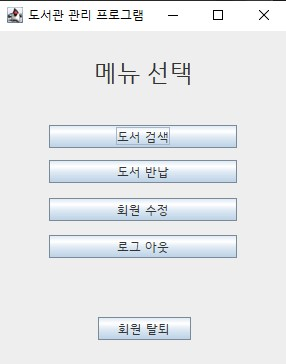 도서관 관리 프로그램
메뉴 선택
도서 검색
도서 반납
회원 수정
로그 아웃
회원 탈퇴